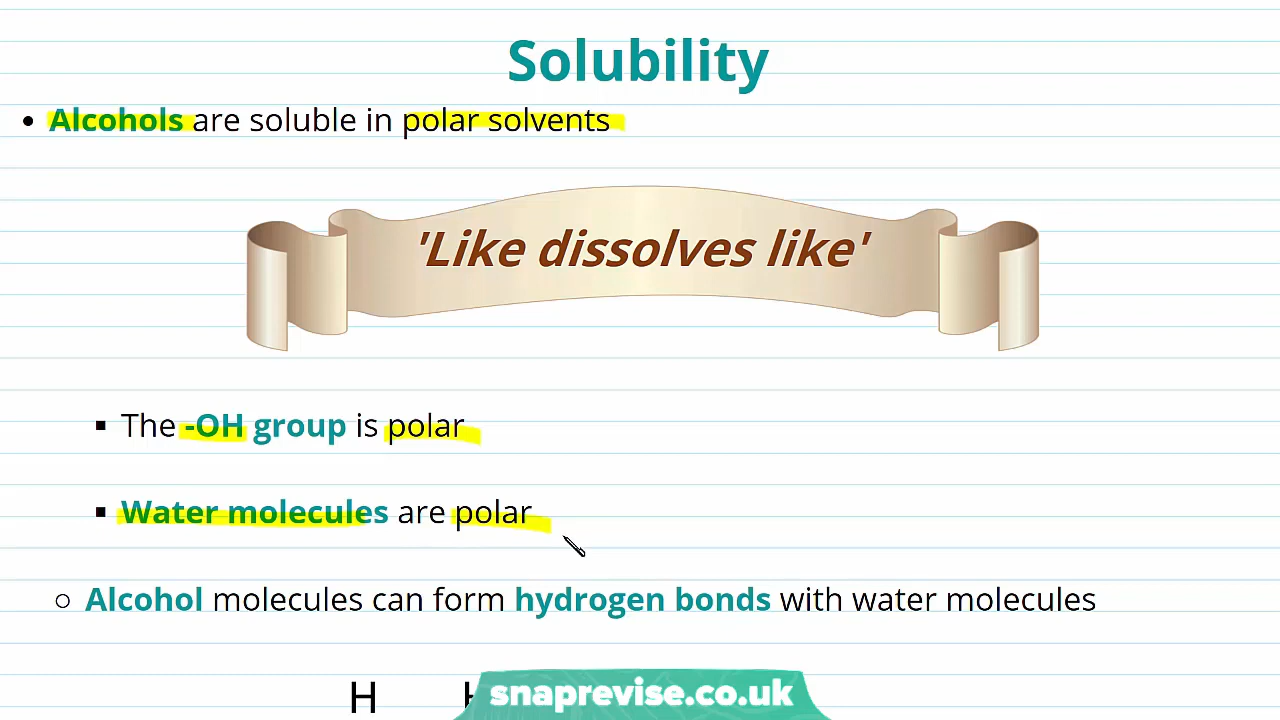 Solubility
Alcohols are soluble in polar solvents
'Like dissolves like'
The -OH group is polar
Water molecules are polar
Alcohol molecules can form hydrogen bonds with water molecules
H
snaprevise.co.uk